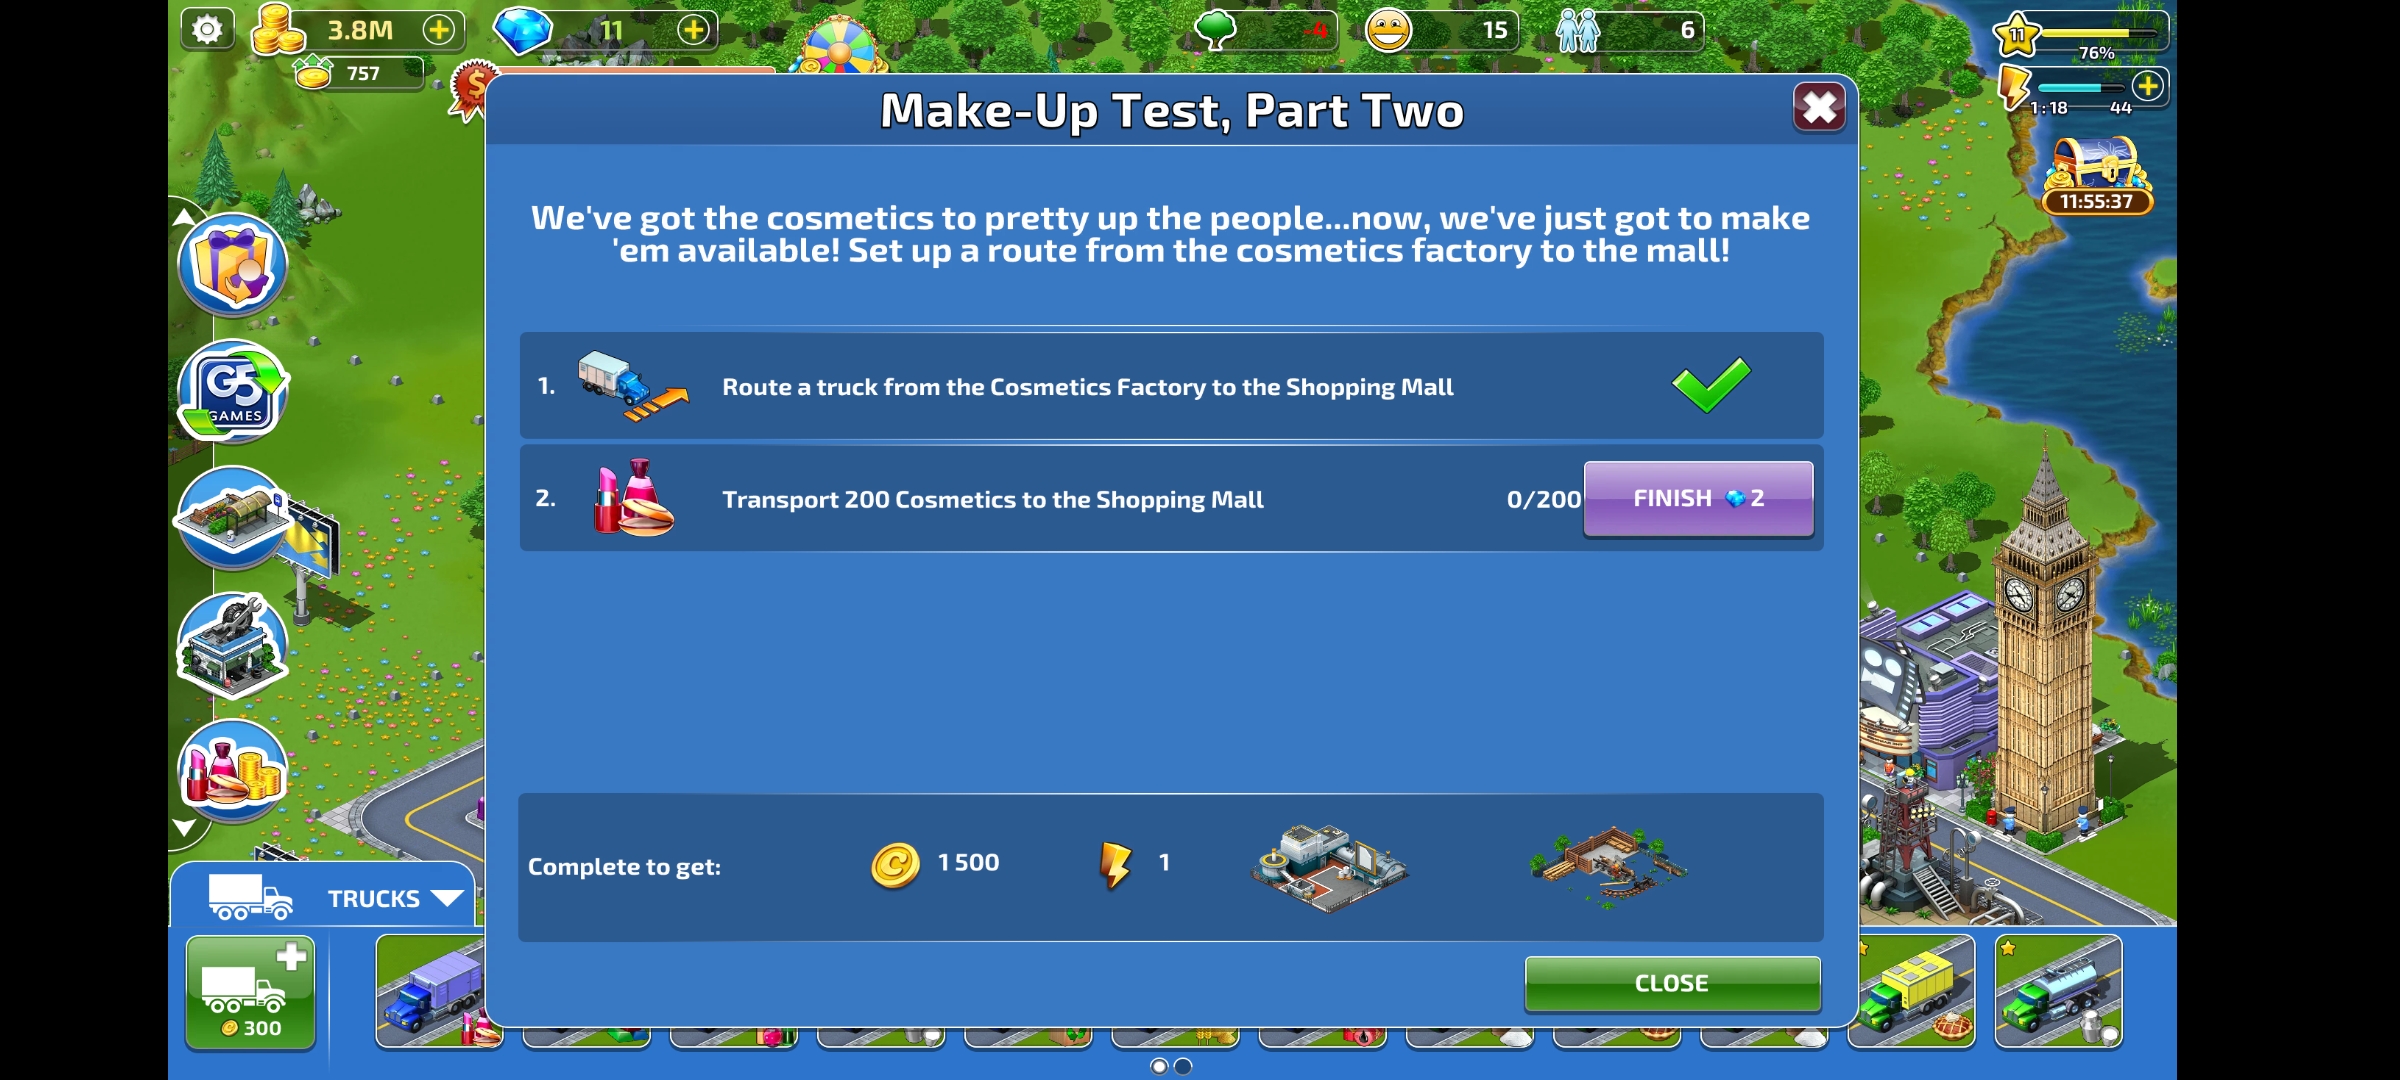 3.8M
11
-4
15
6
11
76%
757
1:18
44
Make-Up Test, Part Two
11:55:37
We've got the cosmetics to pretty up the people...now, we've just got to make
'em available! Set up a route from the cosmetics factory to the mall!
G5
GAMES
1.
Route a truck from the Cosmetics Factory to the Shopping Mall
2.
Transport 200 Cosmetics to the Shopping Mall
0/200
FINISH 2
Complete to get:
1500
1
TRUCKS
CLOSE
300